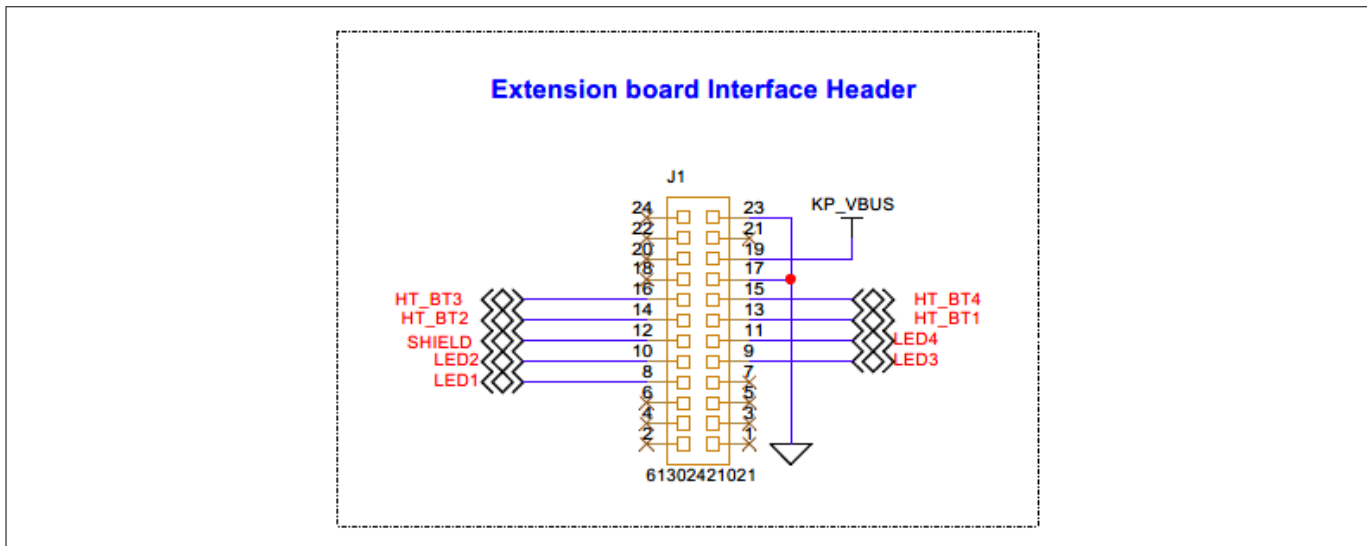 Extension board Interface Header
J1
24 23 KP_VBUS
22 21
20 19
18 17
HT_BT3 16 15 HT_BT4
HT_BT2 14 13 HT_BT1
SHIELD 12 11 LED4
LED2 10 9 LED3
LED1 8 7
6 5
4 3
2 1
61302421021